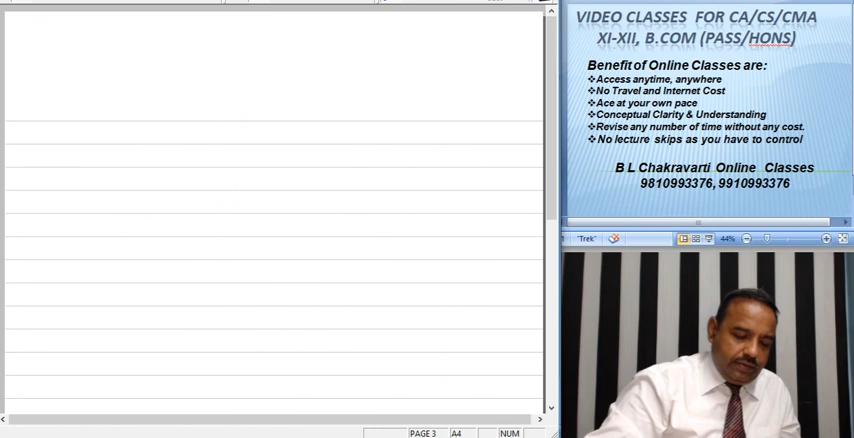 VIDEO CLASSES FOR CA/CS/CMA
XI-XII, B.COM (PASS/HONS)
Benefit of Online Classes are:
❖Access anytime, anywhere
❖No Travel and Internet Cost
❖Ace at your own pace
❖Conceptual Clarity & Understanding
❖Revise any number of time without any cost.
❖No lecture skips as you have to control
B L Chakravarti Online Classes
9810993376, 9910993376
"Trek"
44%
PAGE 3 A4 NUM